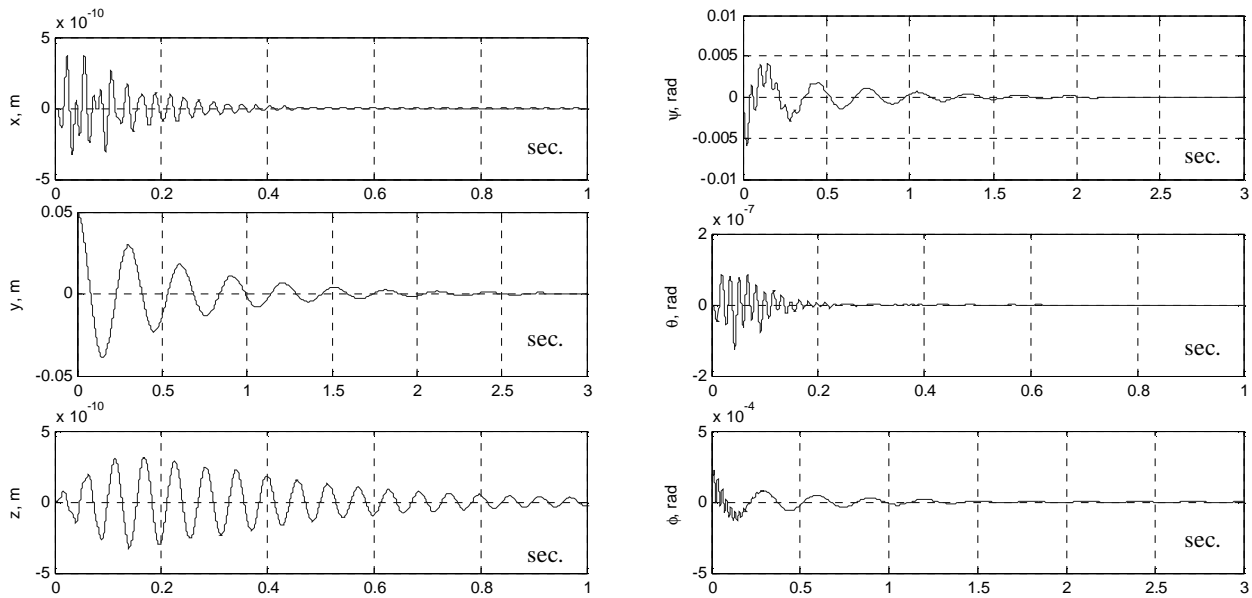 x 10-10
5
0
-5
x, m
sec.
0 0.2 0.4 0.6 0.8 1
0.05
0
-0.05
y, m
sec.
0 0.5 1 1.5 2 2.5 3
x 10-10
5
0
-5
z, m
sec.
0 0.2 0.4 0.6 0.8 1
0.01
0.005
0
-0.005
-0.01
ψ, rad
sec.
0 0.5 1 1.5 2 2.5 3
x 10-7
2
0
-2
θ, rad
sec.
0 0.2 0.4 0.6 0.8 1
x 10-4
5
0
-5
ϕ, rad
sec.
0 0.5 1 1.5 2 2.5 3